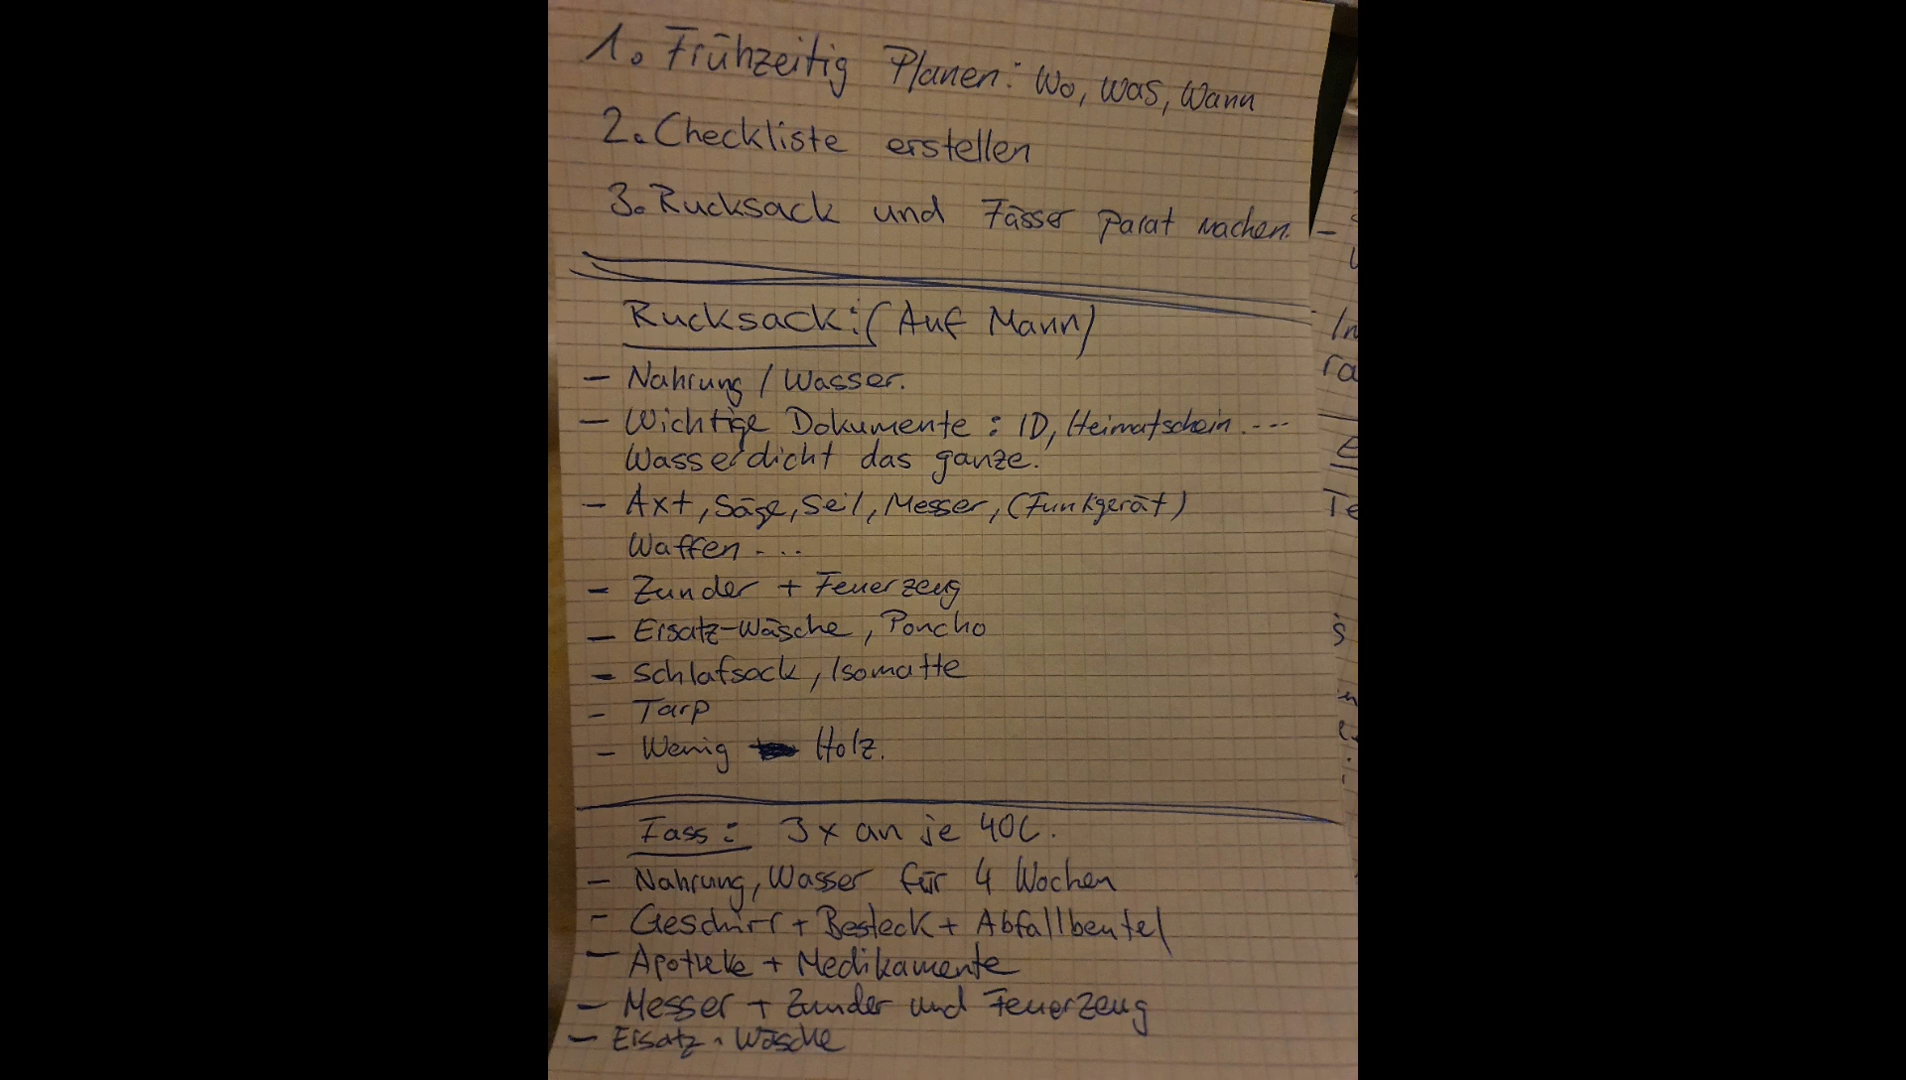 1. Frühzeitig Planen: Wo, was, wann
2. Checkliste erstellen
3. Rucksack und Fässer parat machen.
Rucksack: (Auf Mann)
- Nahrung / Wasser.
- Wichtige Dokumente: ID, Heimatschein ....
Wasserdicht das ganze.
- Axt, Säge, Seil, Messer, (Funkgerät)
Waffen ...
- Zunder + Feuerzeug
- Ersatz-Wäsche, Poncho
- Schlafsack, Isomatte
- Tarp
- Wenig Holz.
Fass: 3x an je 40L.
- Nahrung, Wasser für 4 Wochen
- Geschirr + Besteck + Abfallbeutel
- Apotheke + Medikamente
- Messer + Zunder und Feuerzeug
- Ersatz-Wäsche